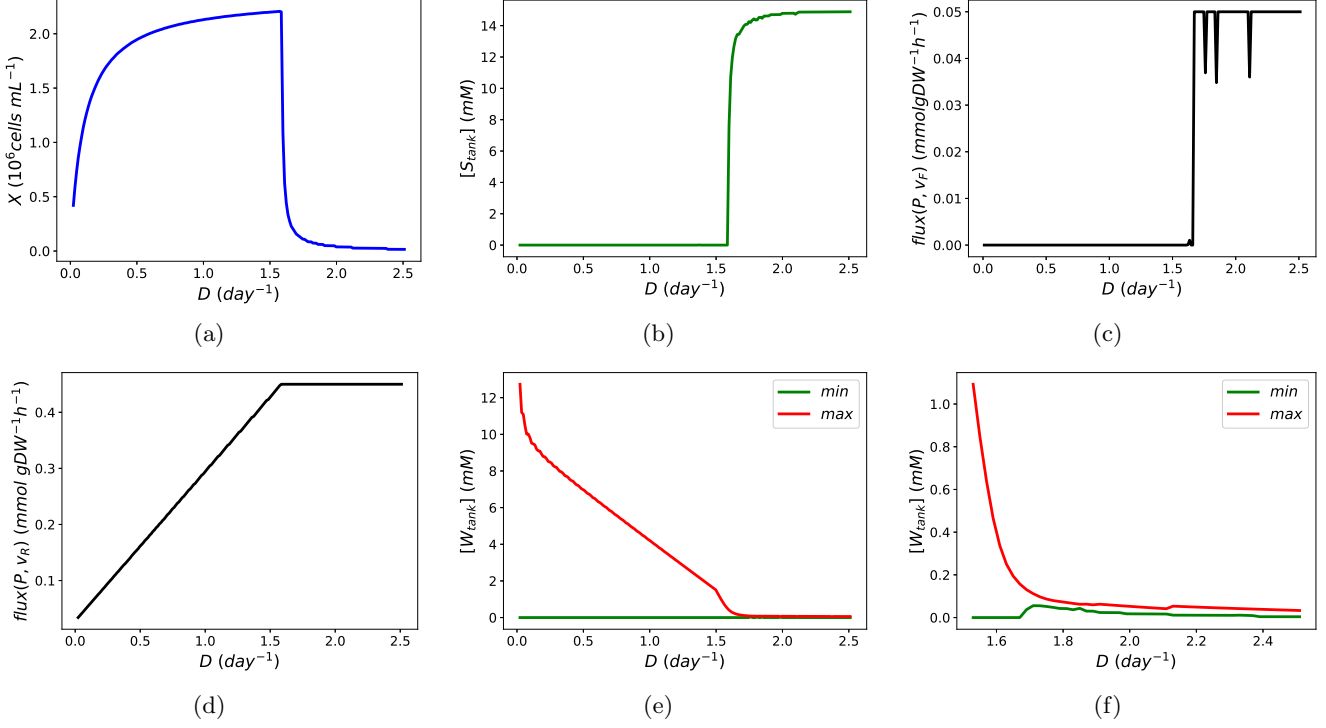 X (10^6 cells mL^−1)
2.0
1.5
1.0
0.5
0.0
0.0 0.5 1.0 1.5 2.0 2.5
D (day^−1)
(a)
[S_tank] (mM)
14
12
10
8
6
4
2
0
0.0 0.5 1.0 1.5 2.0 2.5
D (day^−1)
(b)
flux(P, v_F) (mmolgDW^−1h^−1)
0.05
0.04
0.03
0.02
0.01
0.00
0.0 0.5 1.0 1.5 2.0 2.5
D (day^−1)
(c)
flux(P, v_R) (mmol gDW^−1h^−1)
0.4
0.3
0.2
0.1
0.0 0.5 1.0 1.5 2.0 2.5
D (day^−1)
(d)
[W_tank] (mM)
12
10
8
6
4
2
0
min
max
0.0 0.5 1.0 1.5 2.0 2.5
D (day^−1)
(e)
[W_tank] (mM)
1.0
0.8
0.6
0.4
0.2
0.0
min
max
1.6 1.8 2.0 2.2 2.4
D (day^−1)
(f)